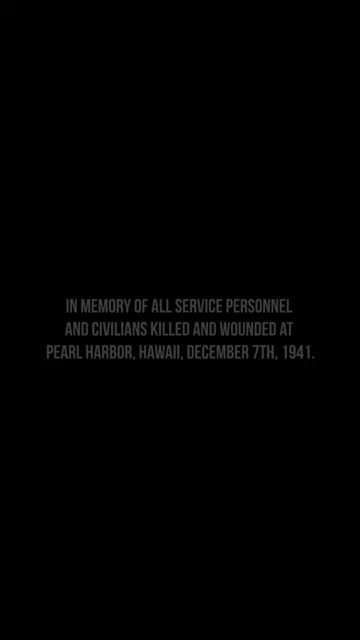 IN MEMORY OF ALL SERVICE PERSONNEL
AND CIVILIANS KILLED AND WOUNDED AT
PEARL HARBOR, HAWAII, DECEMBER 7TH, 1941.